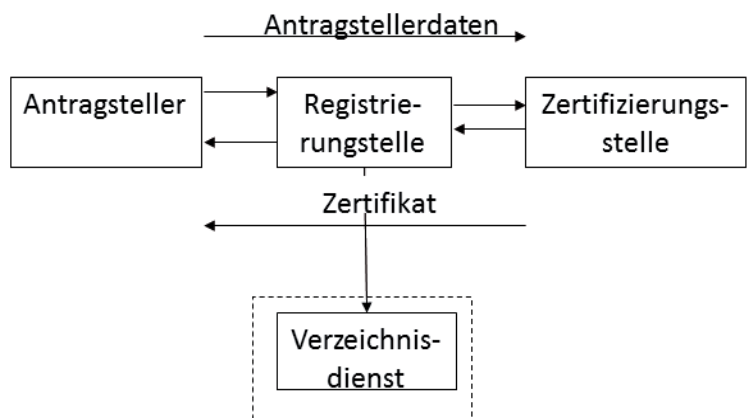 Antragstellerdaten
Antragsteller
Registrie-
rungstelle
Zertifizierungs-
stelle
Zertifikat
Verzeichnis-
dienst